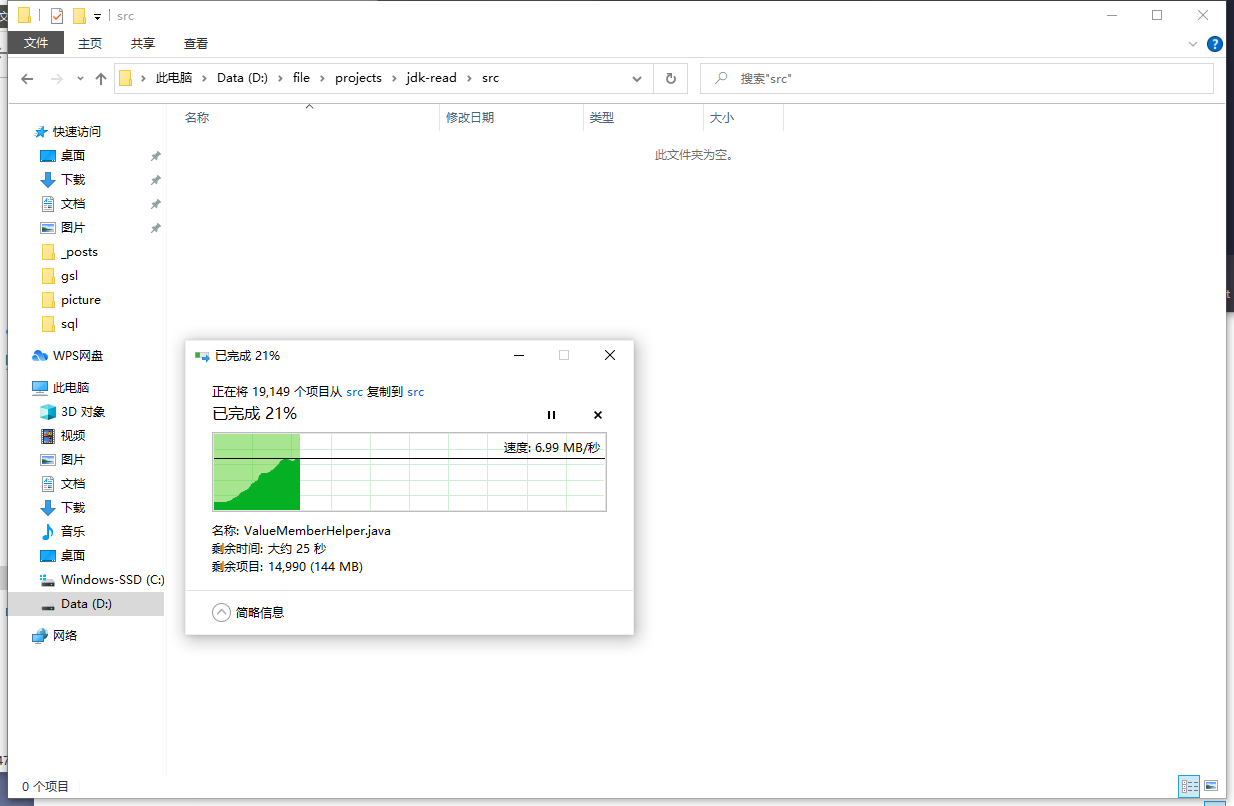 src
文件 主页 共享 查看
此电脑 Data (D:) file projects jdk-read src 搜索"src"
名称 修改日期 类型 大小
此文件夹为空。
快速访问
桌面
下载
文档
图片
_posts
gsl
picture
sql
WPS网盘
此电脑
3D 对象
视频
图片
文档
下载
音乐
桌面
Windows-SSD (C:)
Data (D:)
网络
已完成 21%
正在将 19,149 个项目从 src 复制到 src
已完成 21%
速度: 6.99 MB/秒
名称: ValueMemberHelper.java
剩余时间: 大约 25 秒
剩余项目: 14,990 (144 MB)
简略信息
0 个项目